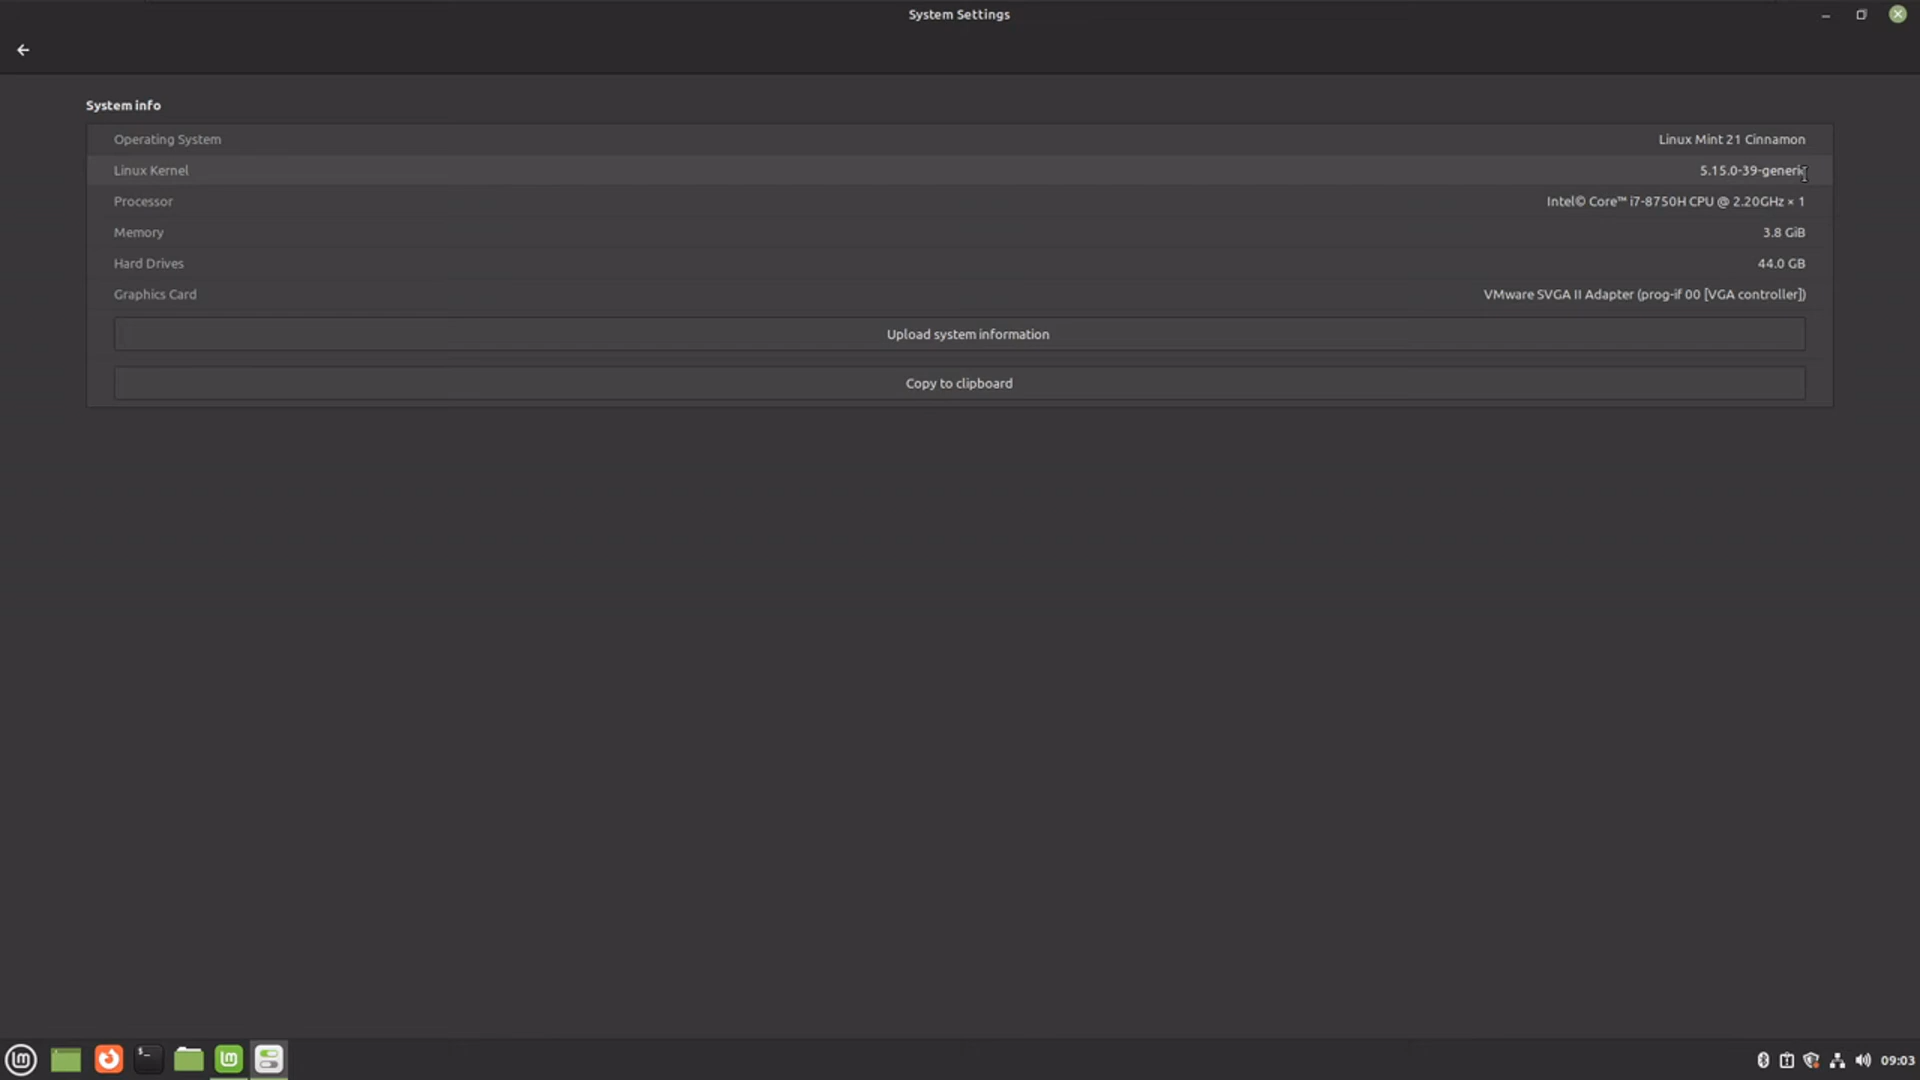 System Settings
System info
Operating System Linux Mint 21 Cinnamon
Linux Kernel 5.15.0-39-generic
Processor Intel© Core™ i7-8750H CPU @ 2.20GHz × 1
Memory 3.8 GiB
Hard Drives 44.0 GB
Graphics Card VMware SVGA II Adapter (prog-if 00 [VGA controller])
Upload system information
Copy to clipboard
09:03